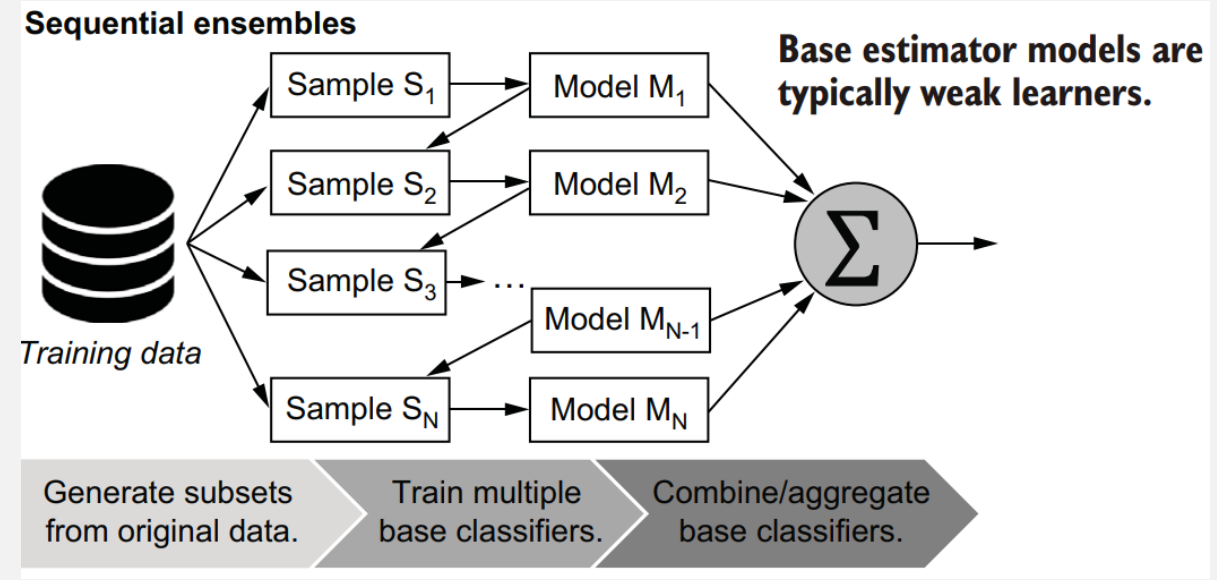 Sequential ensembles
Base estimator models are
typically weak learners.
Sample S1
Model M1
Sample S2
Model M2
Sample S3
...
Model MN-1
Sample SN
Model MN
Σ
Training data
Generate subsets
from original data.
Train multiple
base classifiers.
Combine/aggregate
base classifiers.